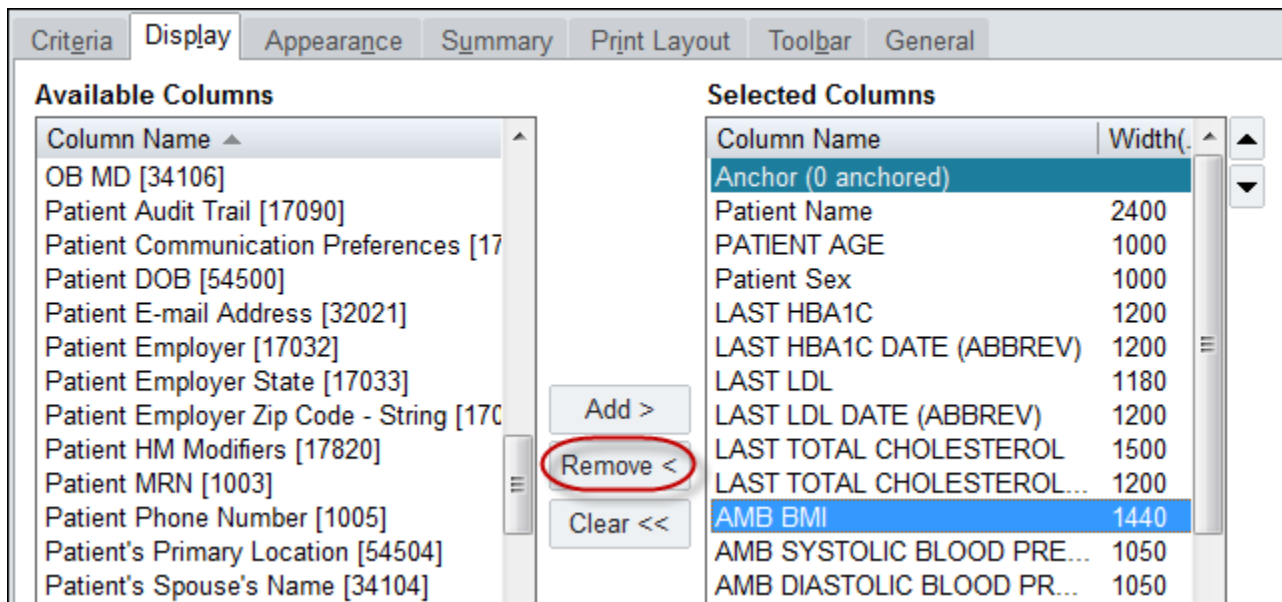 Criteria Display Appearance Summary Print Layout Toolbar General
Available Columns
Column Name
OB MD [34106]
Patient Audit Trail [17090]
Patient Communication Preferences [17
Patient DOB [54500]
Patient E-mail Address [32021]
Patient Employer [17032]
Patient Employer State [17033]
Patient Employer Zip Code - String [170
Patient HM Modifiers [17820]
Patient MRN [1003]
Patient Phone Number [1005]
Patient's Primary Location [54504]
Patient's Spouse's Name [34104]
Add >
Remove <
Clear <<
Selected Columns
Column Name Width(.
Anchor (0 anchored)
Patient Name 2400
PATIENT AGE 1000
Patient Sex 1000
LAST HBA1C 1200
LAST HBA1C DATE (ABBREV) 1200
LAST LDL 1180
LAST LDL DATE (ABBREV) 1200
LAST TOTAL CHOLESTEROL 1500
LAST TOTAL CHOLESTEROL... 1200
AMB BMI 1440
AMB SYSTOLIC BLOOD PRE... 1050
AMB DIASTOLIC BLOOD PR... 1050